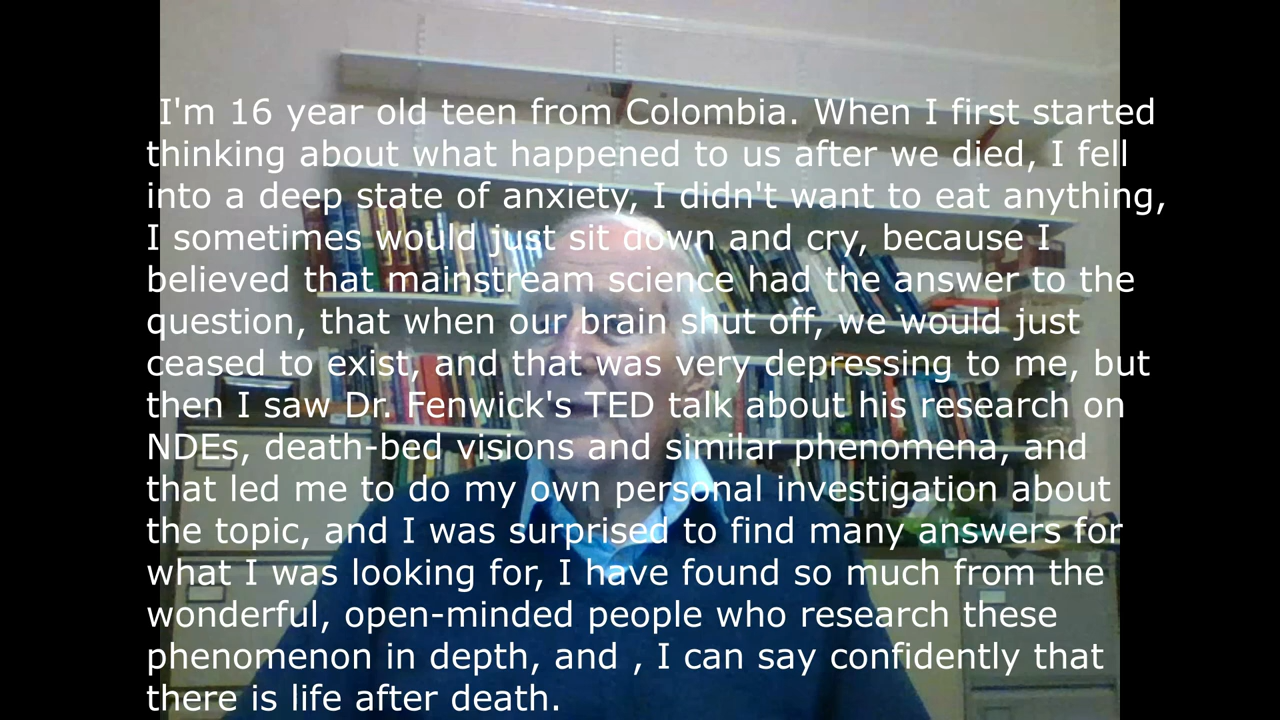 I'm 16 year old teen from Colombia. When I first started
thinking about what happened to us after we died, I fell
into a deep state of anxiety, I didn't want to eat anything,
I sometimes would just sit down and cry, because I
believed that mainstream science had the answer to the
question, that when our brain shut off, we would just
ceased to exist, and that was very depressing to me, but
then I saw Dr. Fenwick's TED talk about his research on
NDEs, death-bed visions and similar phenomena, and
that led me to do my own personal investigation about
the topic, and I was surprised to find many answers for
what I was looking for, I have found so much from the
wonderful, open-minded people who research these
phenomenon in depth, and , I can say confidently that
there is life after death.